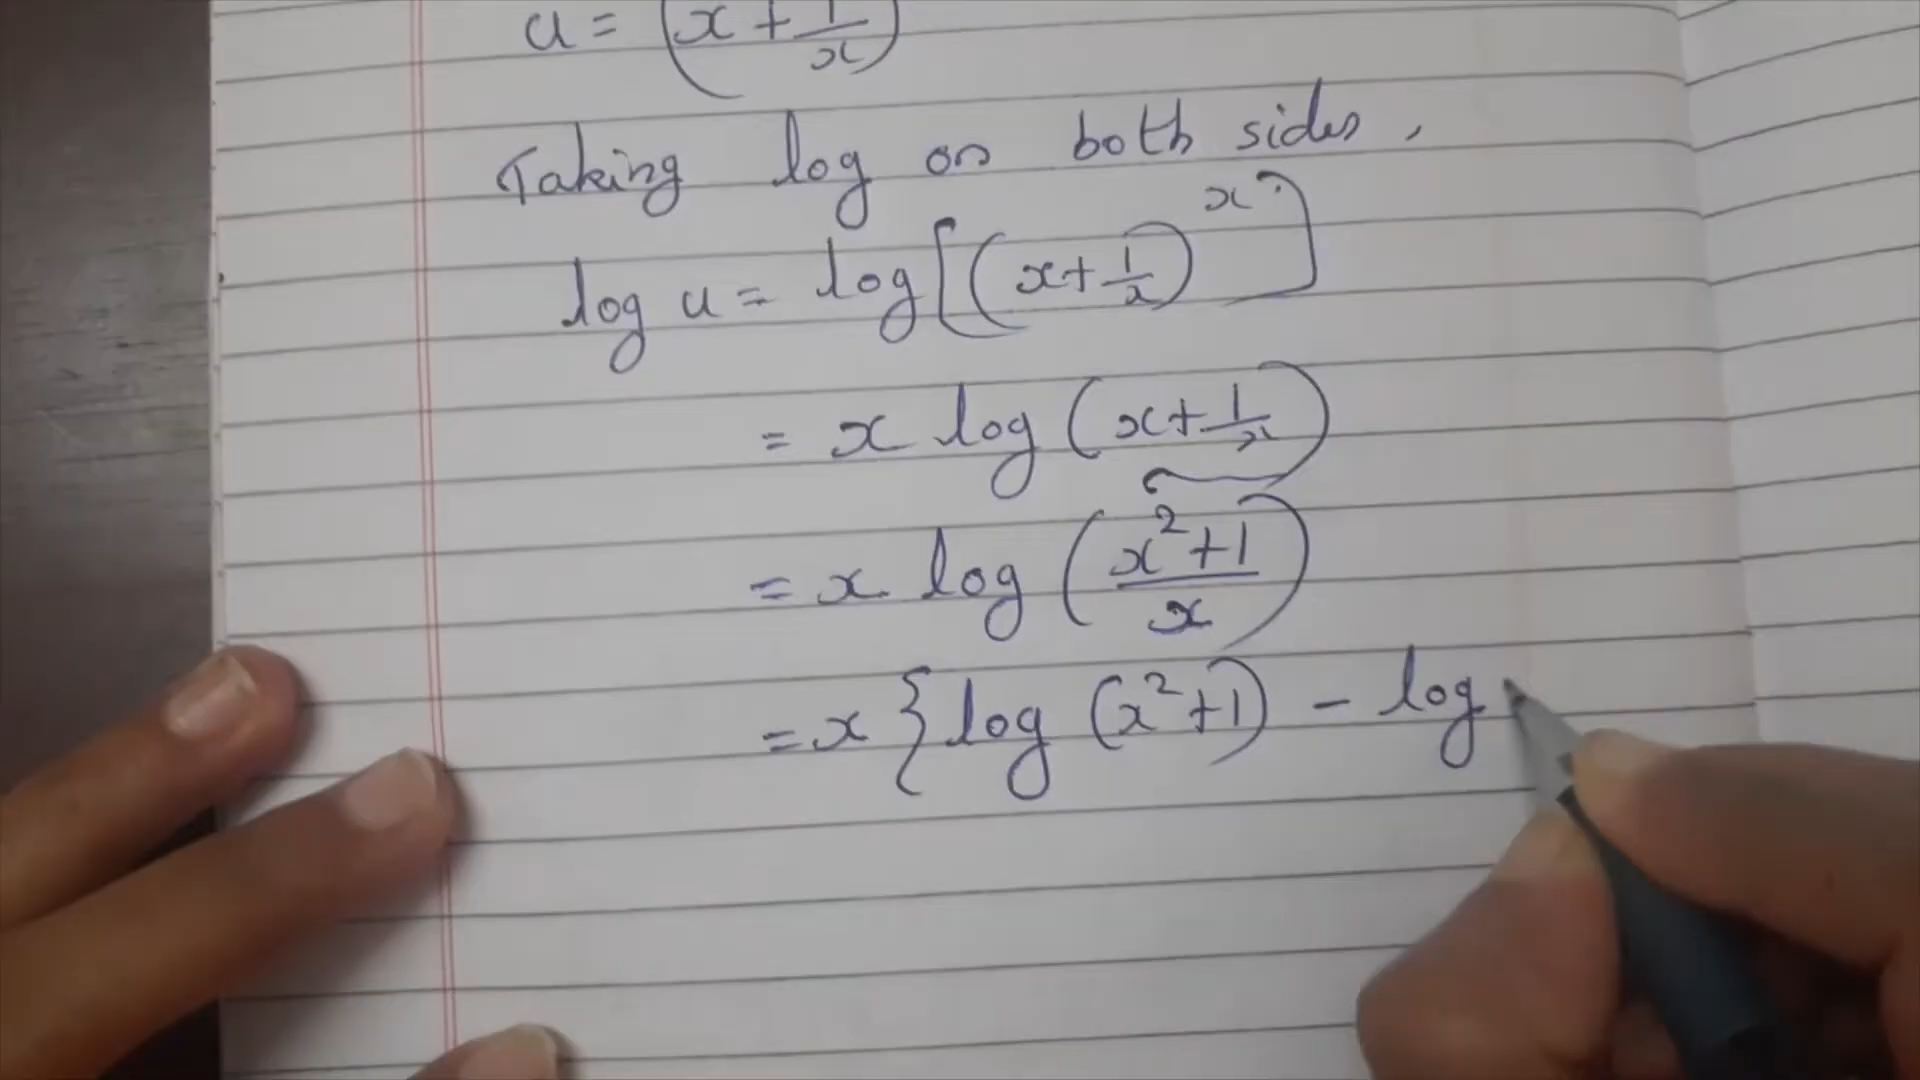 u = (x + 1/x)
Taking log on both sides,
log u = log[(x + 1/x)^x]
= x log (x + 1/x)
= x log ((x² + 1)/x)
= x { log (x² + 1) - log